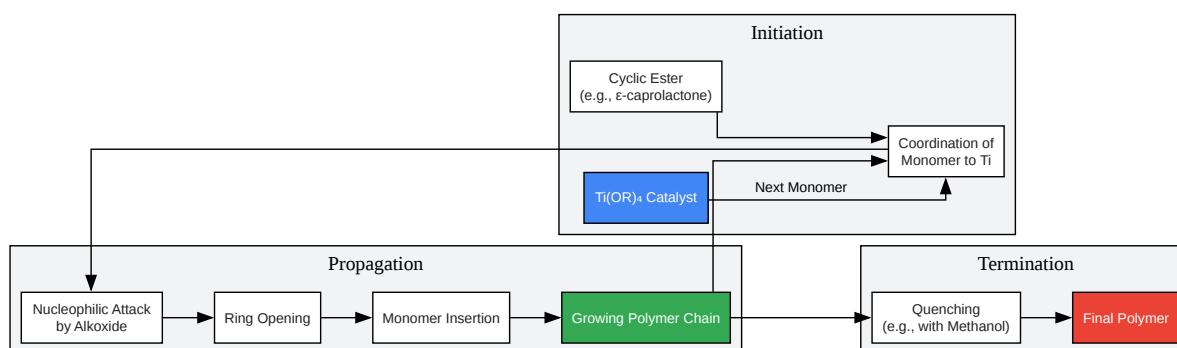 Initiation
Cyclic Ester
(e.g., ε-caprolactone)
Coordination of
Monomer to Ti
Ti(OR)₄ Catalyst
Next Monomer
Propagation
Nucleophilic Attack
by Alkoxide
Ring Opening
Monomer Insertion
Growing Polymer Chain
Termination
Quenching
(e.g., with Methanol)
Final Polymer